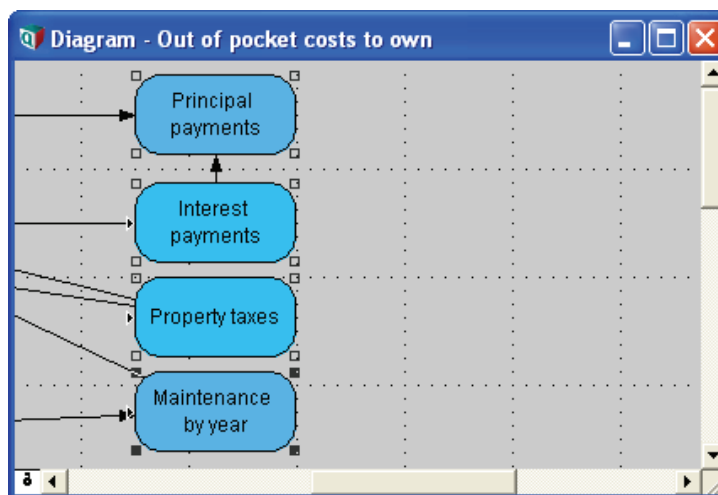 Diagram - Out of pocket costs to own
Principal
payments
Interest
payments
Property taxes
Maintenance
by year
a